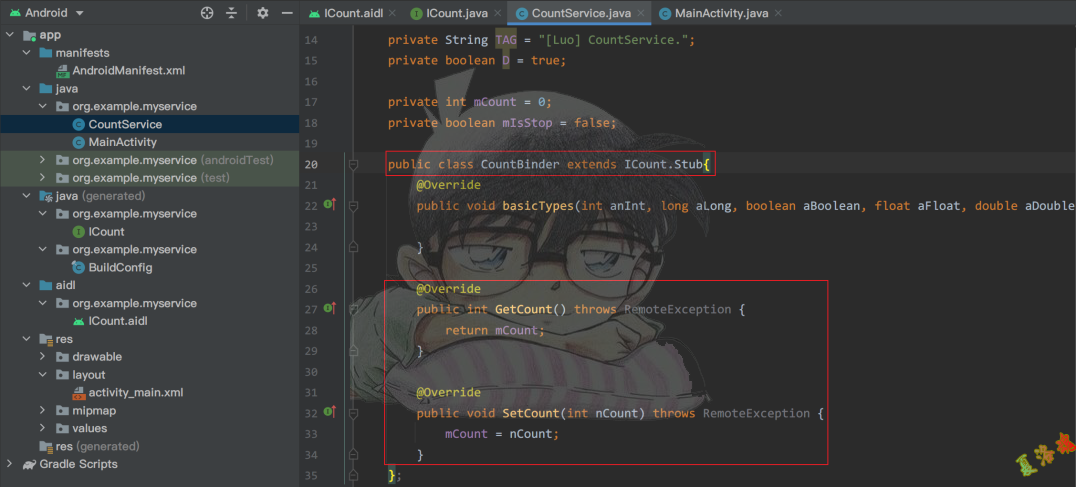 Android
ICount.aidl
ICount.java
CountService.java
MainActivity.java
app
manifests
AndroidManifest.xml
java
org.example.myservice
CountService
MainActivity
org.example.myservice (androidTest)
org.example.myservice (test)
java (generated)
org.example.myservice
ICount
org.example.myservice
BuildConfig
aidl
org.example.myservice
ICount.aidl
res
drawable
layout
activity_main.xml
mipmap
values
res (generated)
Gradle Scripts
14 private String TAG = "[Luo] CountService.";
15 private boolean D = true;
16
17 private int mCount = 0;
18 private boolean mIsStop = false;
19
20 public class CountBinder extends ICount.Stub{
21 @Override
22 public void basicTypes(int anInt, long aLong, boolean aBoolean, float aFloat, double aDouble
23
24 }
25
26 @Override
27 public int GetCount() throws RemoteException {
28 return mCount;
29 }
30
31 @Override
32 public void SetCount(int nCount) throws RemoteException {
33 mCount = nCount;
34 }
35 };